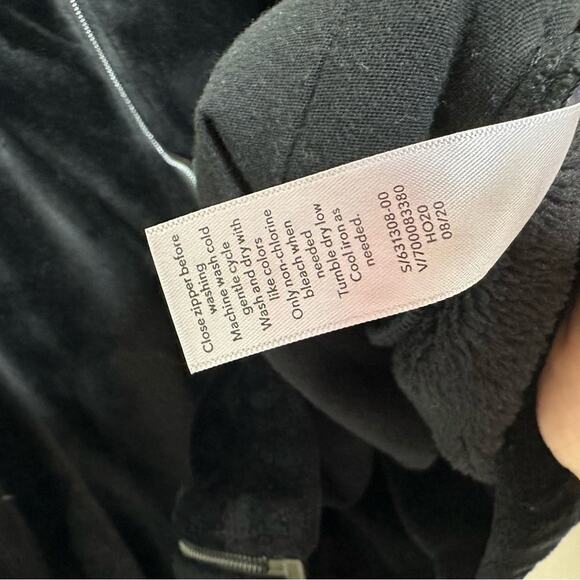 Close zipper before
washing
Machine wash cold
gentle cycle
Wash and dry with
like colors
Only non-chlorine
bleach when
needed
Tumble dry low
Cool iron as
needed.
S/631308-00
V/700083380
HO20
08/20